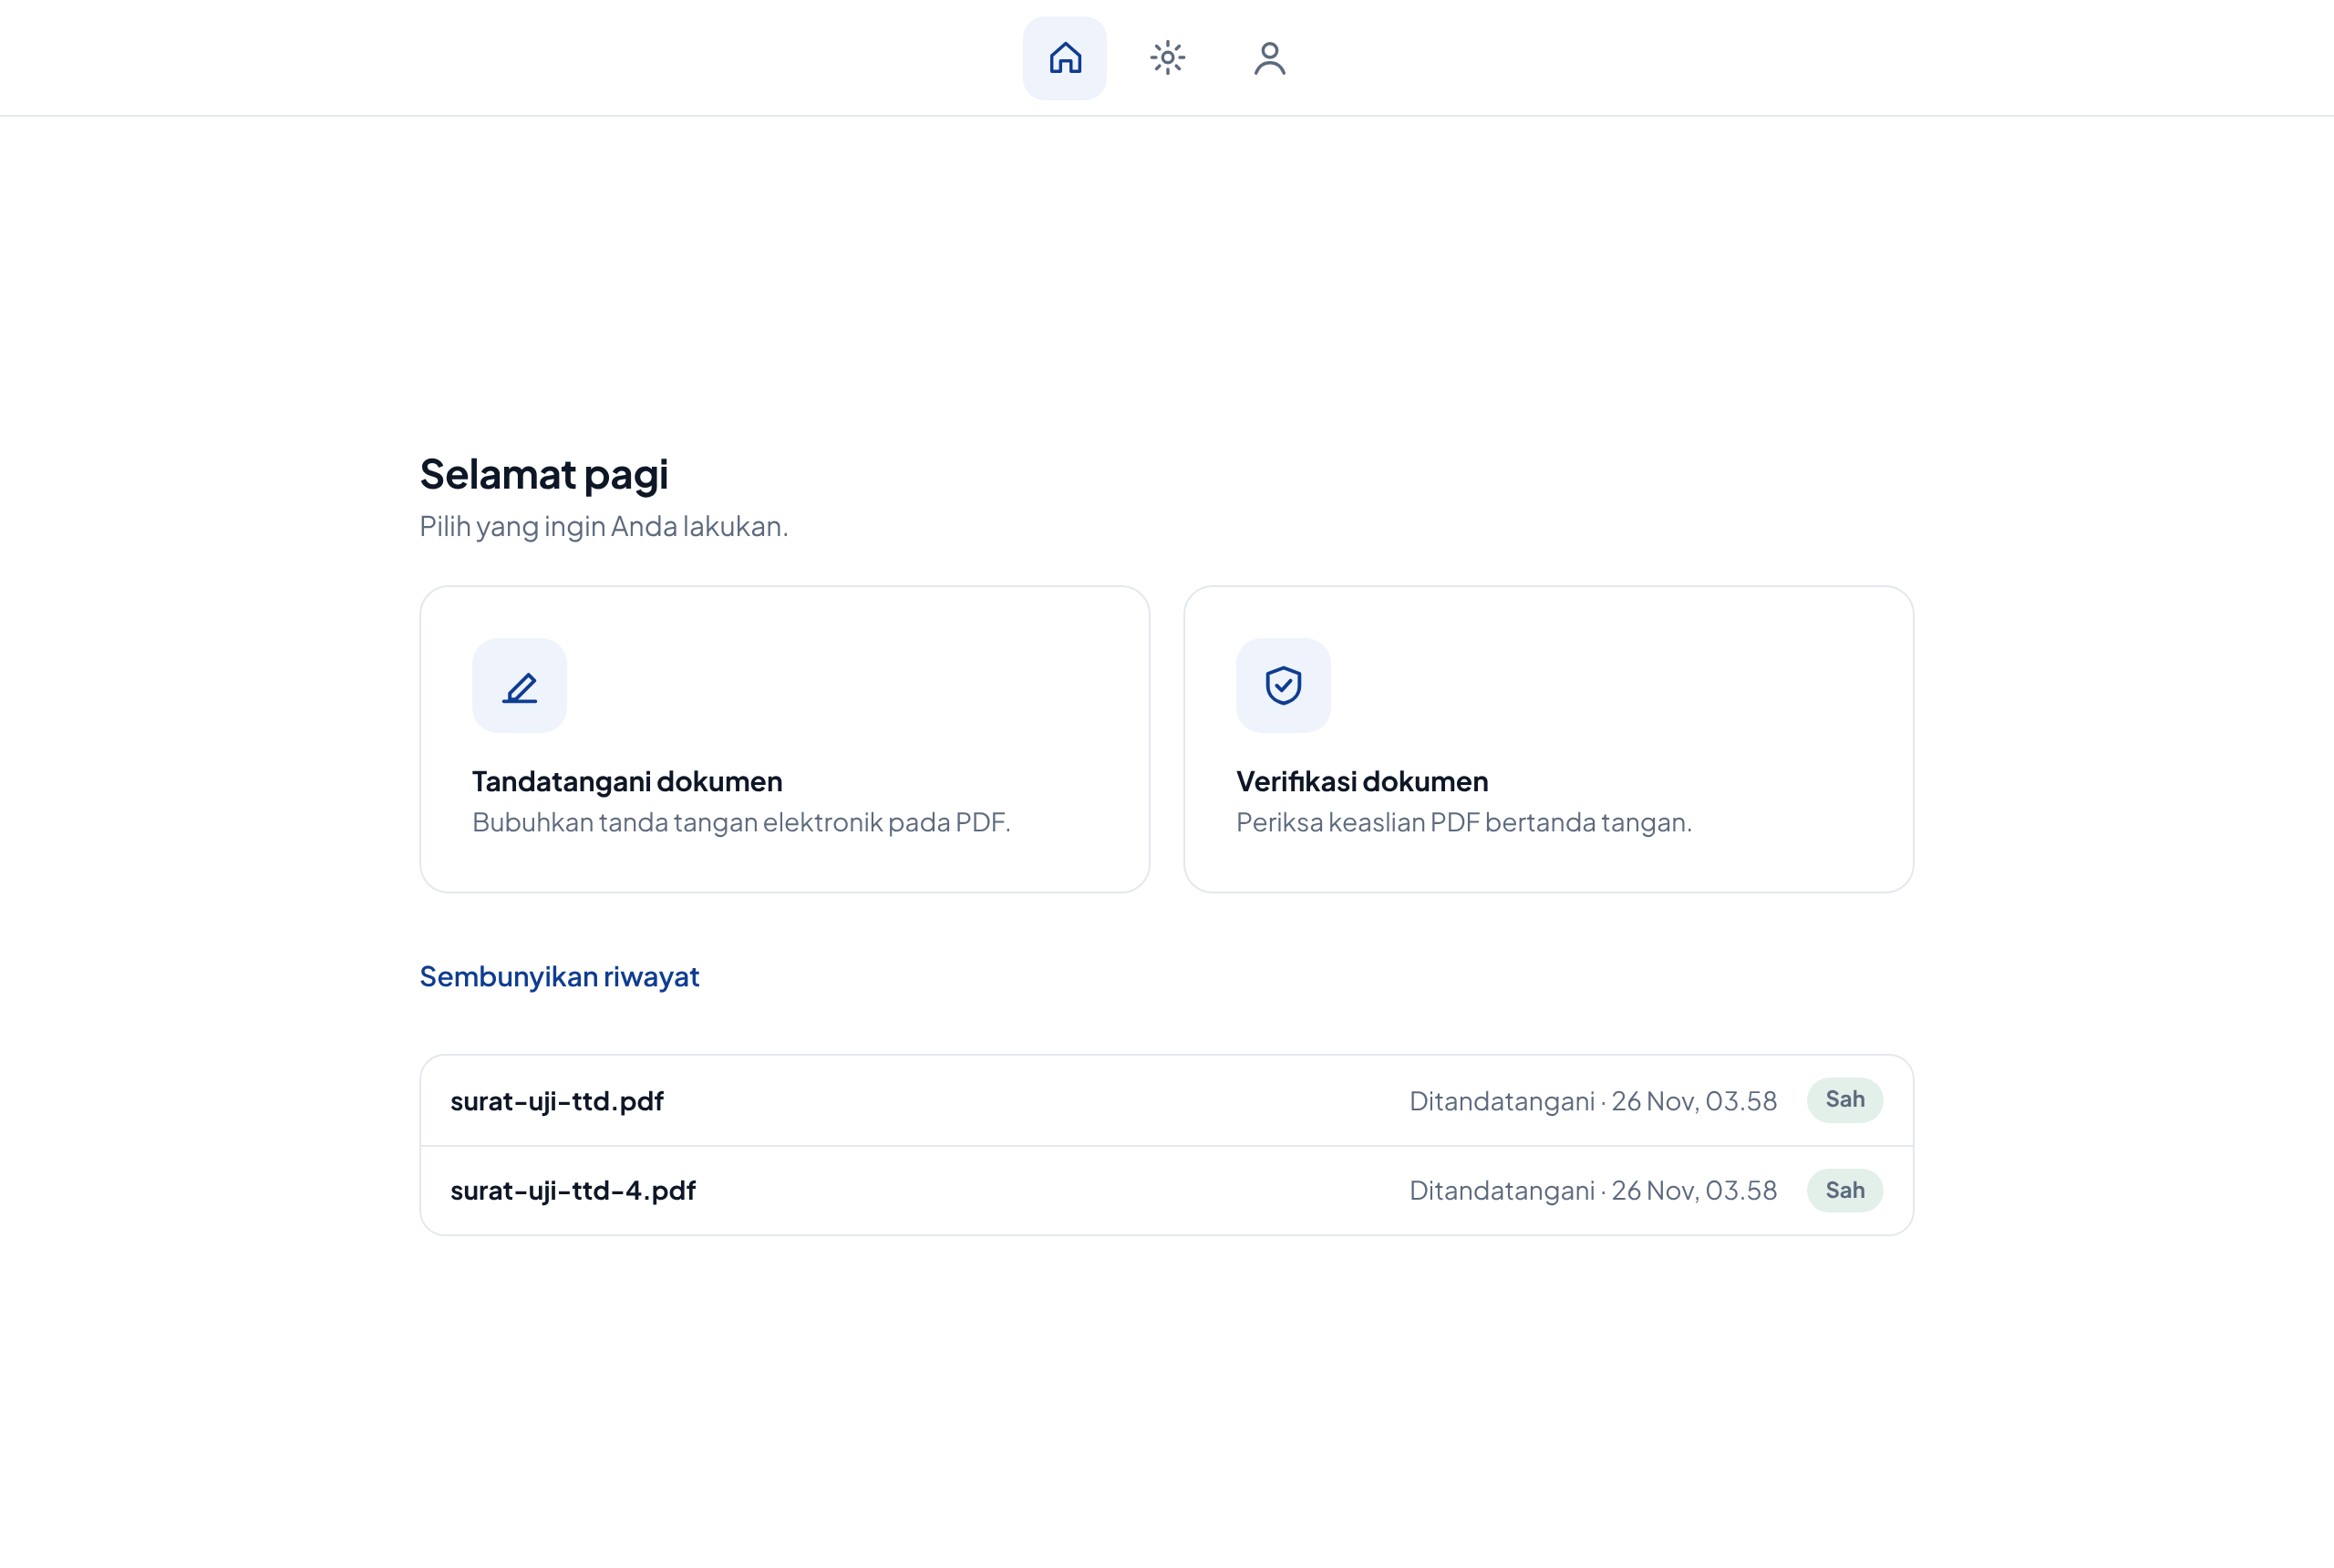 Selamat pagi
Pilih yang ingin Anda lakukan.
Tandatangani dokumen
Bubuhkan tanda tangan elektronik pada PDF.
Verifikasi dokumen
Periksa keaslian PDF bertanda tangan.
Sembunyikan riwayat
surat-uji-ttd.pdf Ditandatangani · 26 Nov, 03.58 Sah
surat-uji-ttd-4.pdf Ditandatangani · 26 Nov, 03.58 Sah